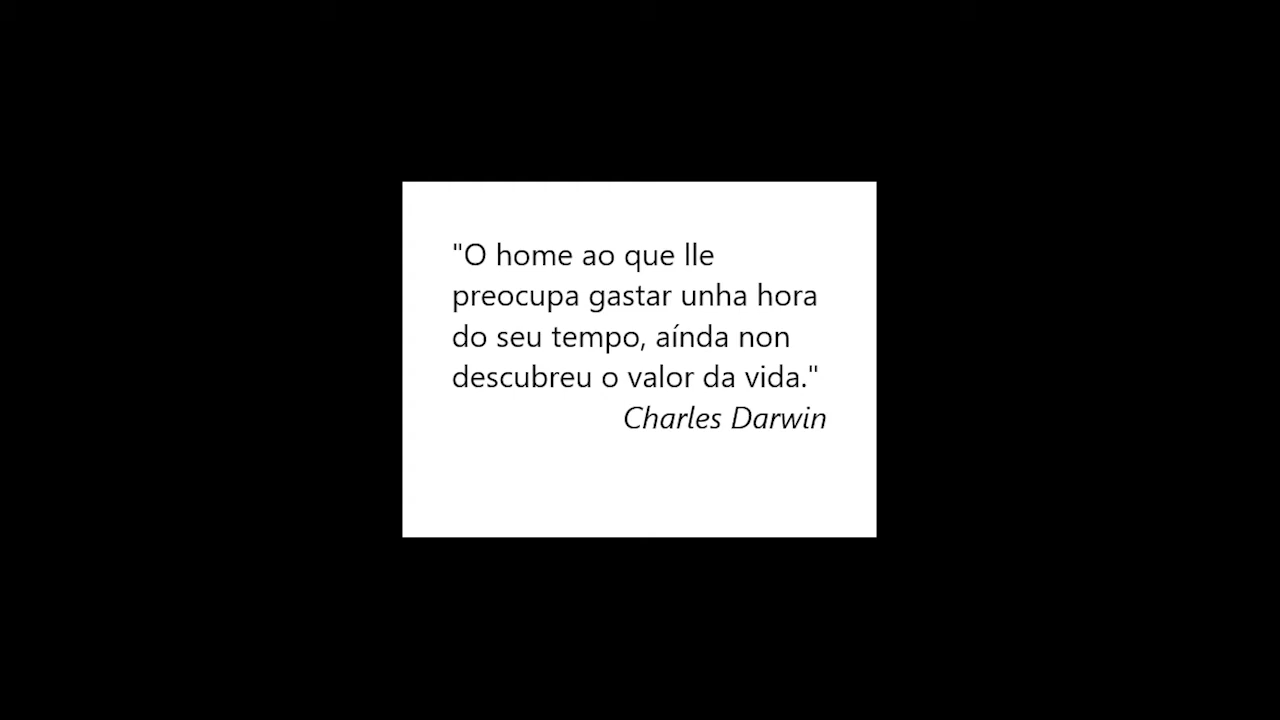 "O home ao que lle
preocupa gastar unha hora
do seu tempo, aínda non
descubreu o valor da vida."
Charles Darwin